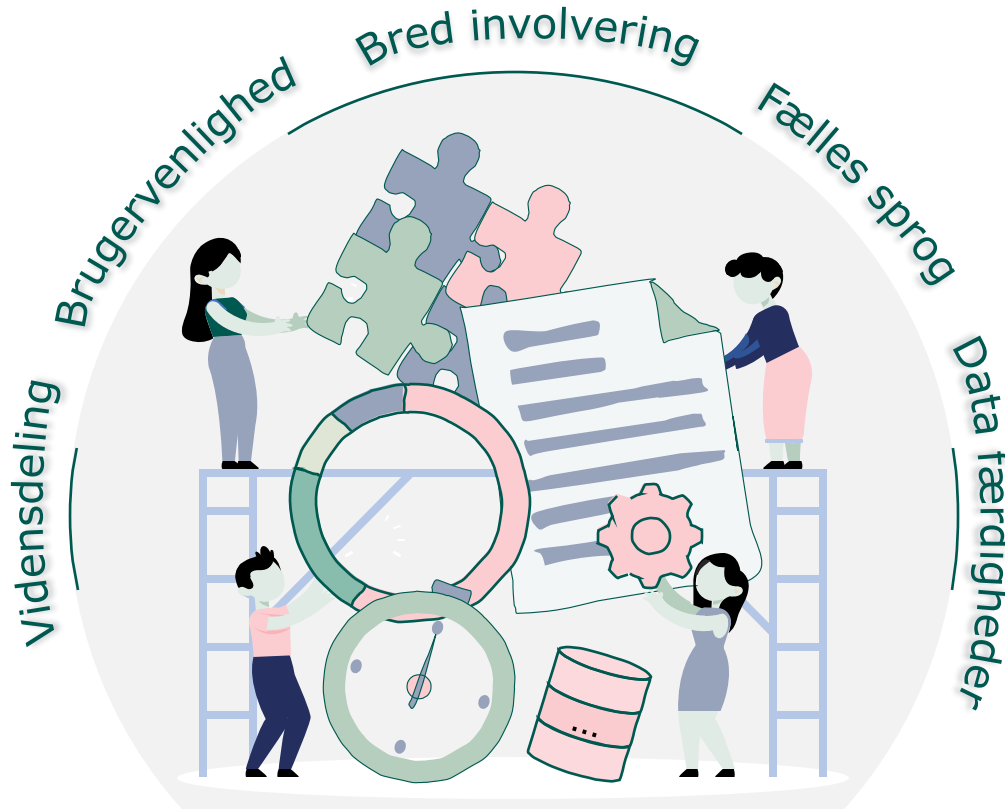 Vidensdeling
Brugervenlighed
Bred involvering
Fælles sprog
Data færdigheder
...